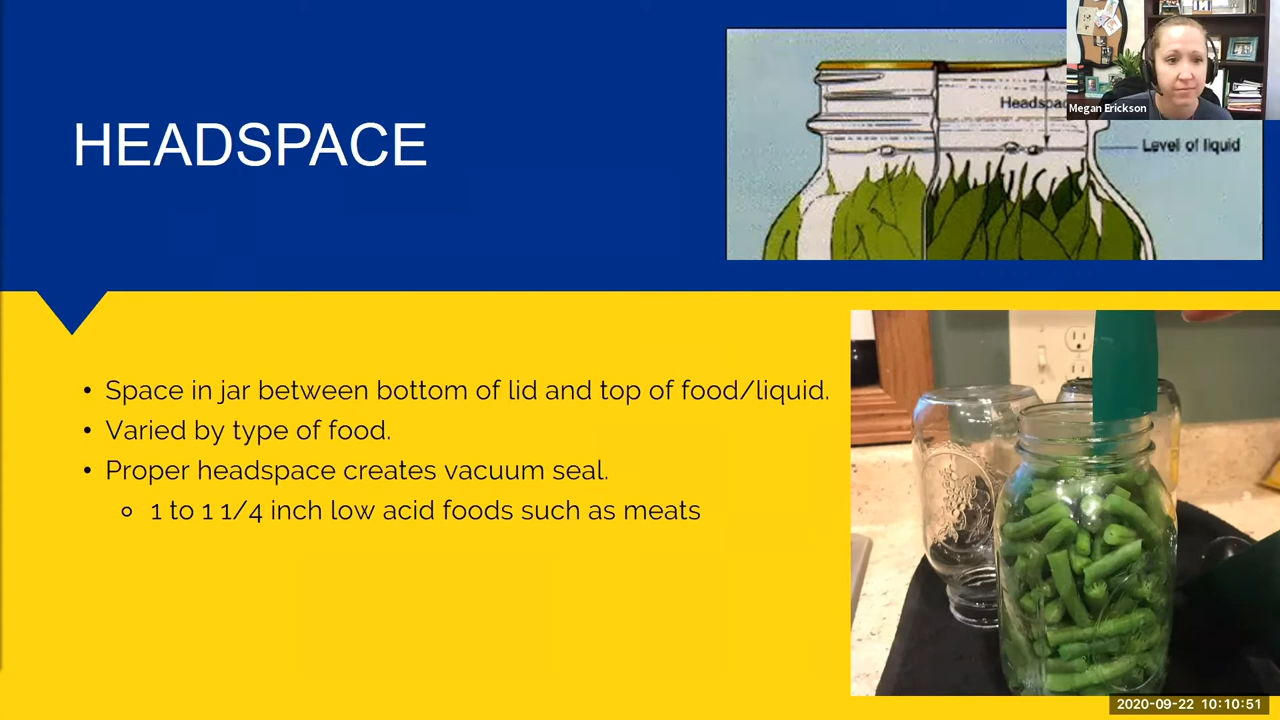 HEADSPACE
Headspac
Megan Erickson
Level of liquid
• Space in jar between bottom of lid and top of food/liquid.
• Varied by type of food.
• Proper headspace creates vacuum seal.
o 1 to 1 1/4 inch low acid foods such as meats
2020-09-22 10:10:51